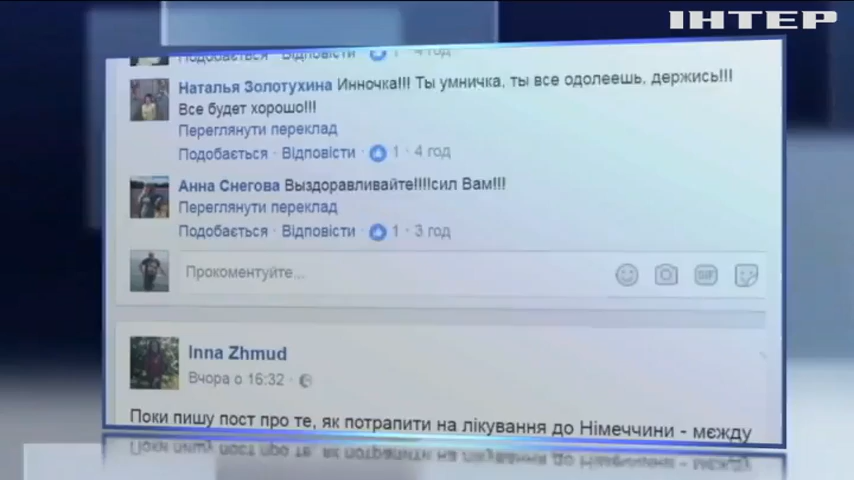 ІНТЕР
Подобається · Відповісти · 1 · 4 год
Наталья Золотухина Инночка!!! Ты умничка, ты все одолеешь, держись!!!
Все будет хорошо!!!
Переглянути переклад
Подобається · Відповісти · 1 · 4 год
Анна Снегова Выздоравливайте!!!!сил Вам!!!
Переглянути переклад
Подобається · Відповісти · 1 · 3 год
Прокоментуйте...
GIF
Inna Zhmud
Вчора о 16:32 ·
Поки пишу пост про те, як потрапити на лікування до Німеччини - мєжду